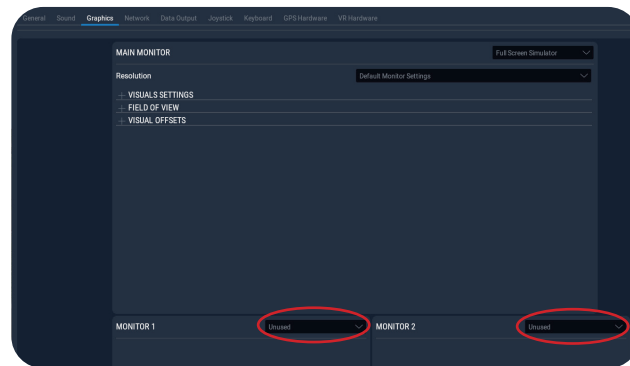 General Sound Graphics Network Data Output Joystick Keyboard GPS Hardware VR Hardware
MAIN MONITOR Full Screen Simulator
Resolution Default Monitor Settings
+ VISUALS SETTINGS
+ FIELD OF VIEW
+ VISUAL OFFSETS
MONITOR 1 Unused MONITOR 2 Unused